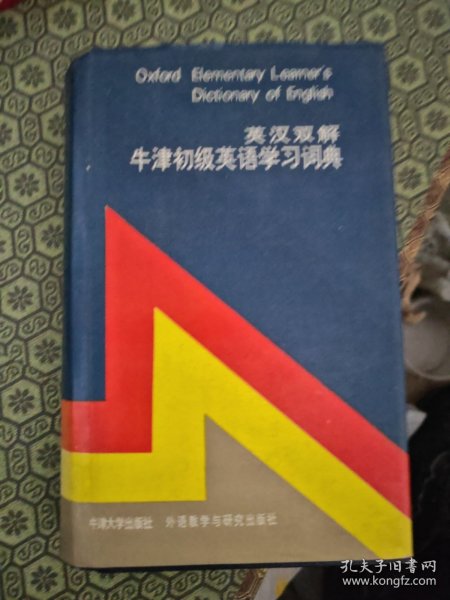 Oxford Elementary Learner's
Dictionary of English
英汉双解
牛津初级英语学习词典
牛津大学出版社 外语教学与研究出版社
孔夫子旧书网
www.kongfz.com